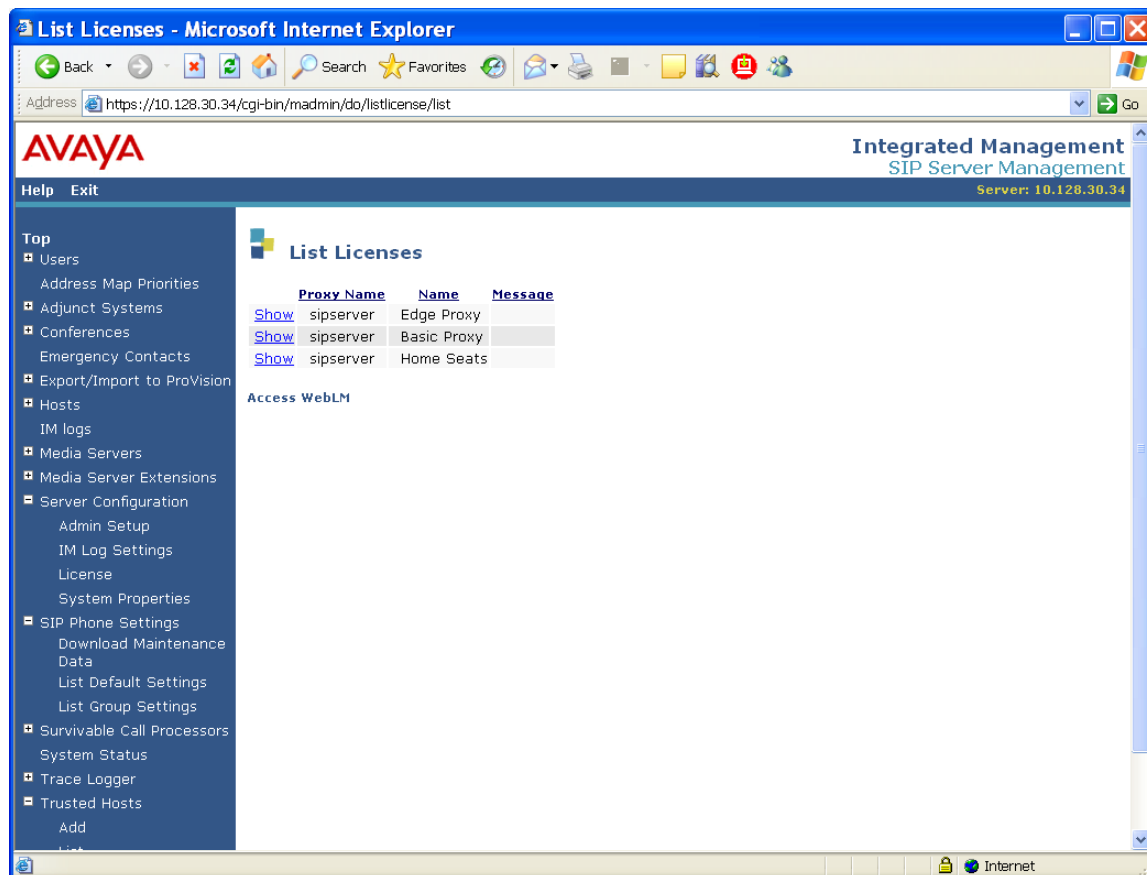 List Licenses - Microsoft Internet Explorer
Back Search Favorites
Address https://10.128.30.34/cgi-bin/madmin/do/listlicense/list Go
AVAYA
Integrated Management
SIP Server Management
Help Exit
Server: 10.128.30.34
Top
Users
Address Map Priorities
Adjunct Systems
Conferences
Emergency Contacts
Export/Import to ProVision
Hosts
IM logs
Media Servers
Media Server Extensions
Server Configuration
Admin Setup
IM Log Settings
License
System Properties
SIP Phone Settings
Download Maintenance
Data
List Default Settings
List Group Settings
Survivable Call Processors
System Status
Trace Logger
Trusted Hosts
Add
List
List Licenses
Proxy Name Name Message
Show sipserver Edge Proxy
Show sipserver Basic Proxy
Show sipserver Home Seats
Access WebLM
Internet